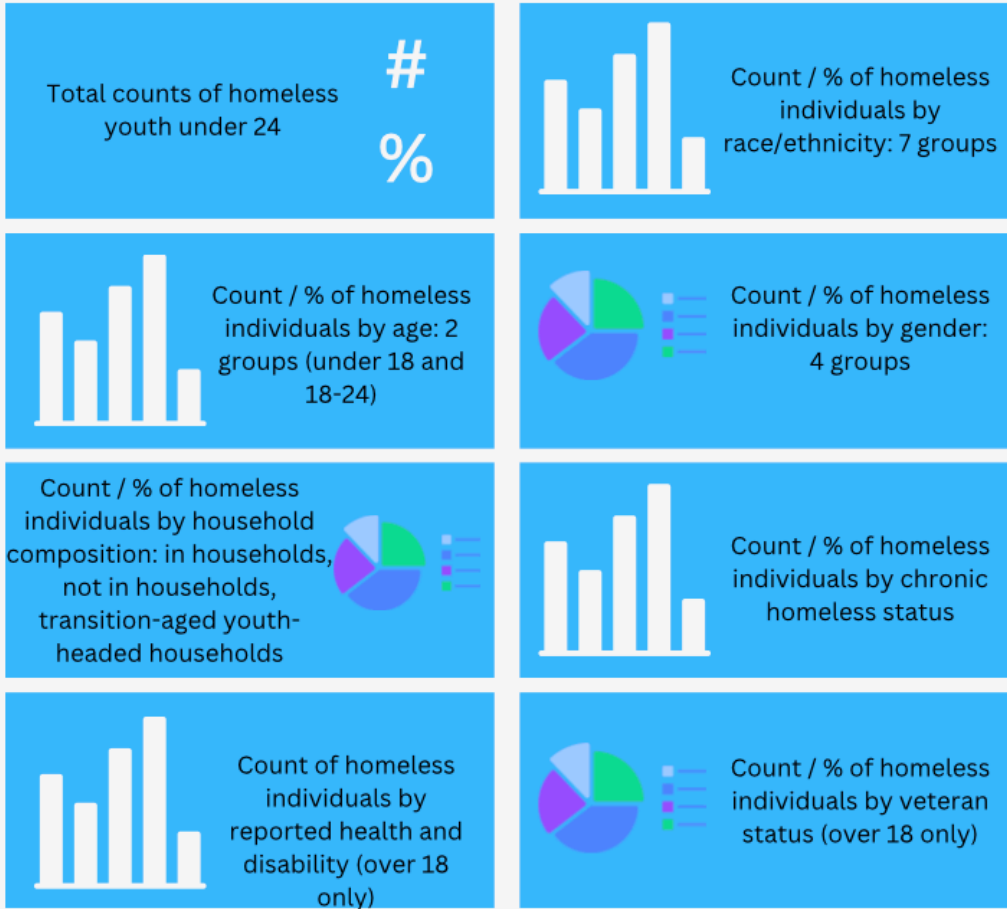 Total counts of homeless
youth under 24
#
%
Count / % of homeless
individuals by
race/ethnicity: 7 groups
Count / % of homeless
individuals by age: 2
groups (under 18 and
18-24)
Count / % of homeless
individuals by gender:
4 groups
Count / % of homeless
individuals by household
composition: in households,
not in households,
transition-aged youth-
headed households
Count / % of homeless
individuals by chronic
homeless status
Count of homeless
individuals by
reported health and
disability (over 18
only)
Count / % of homeless
individuals by veteran
status (over 18 only)